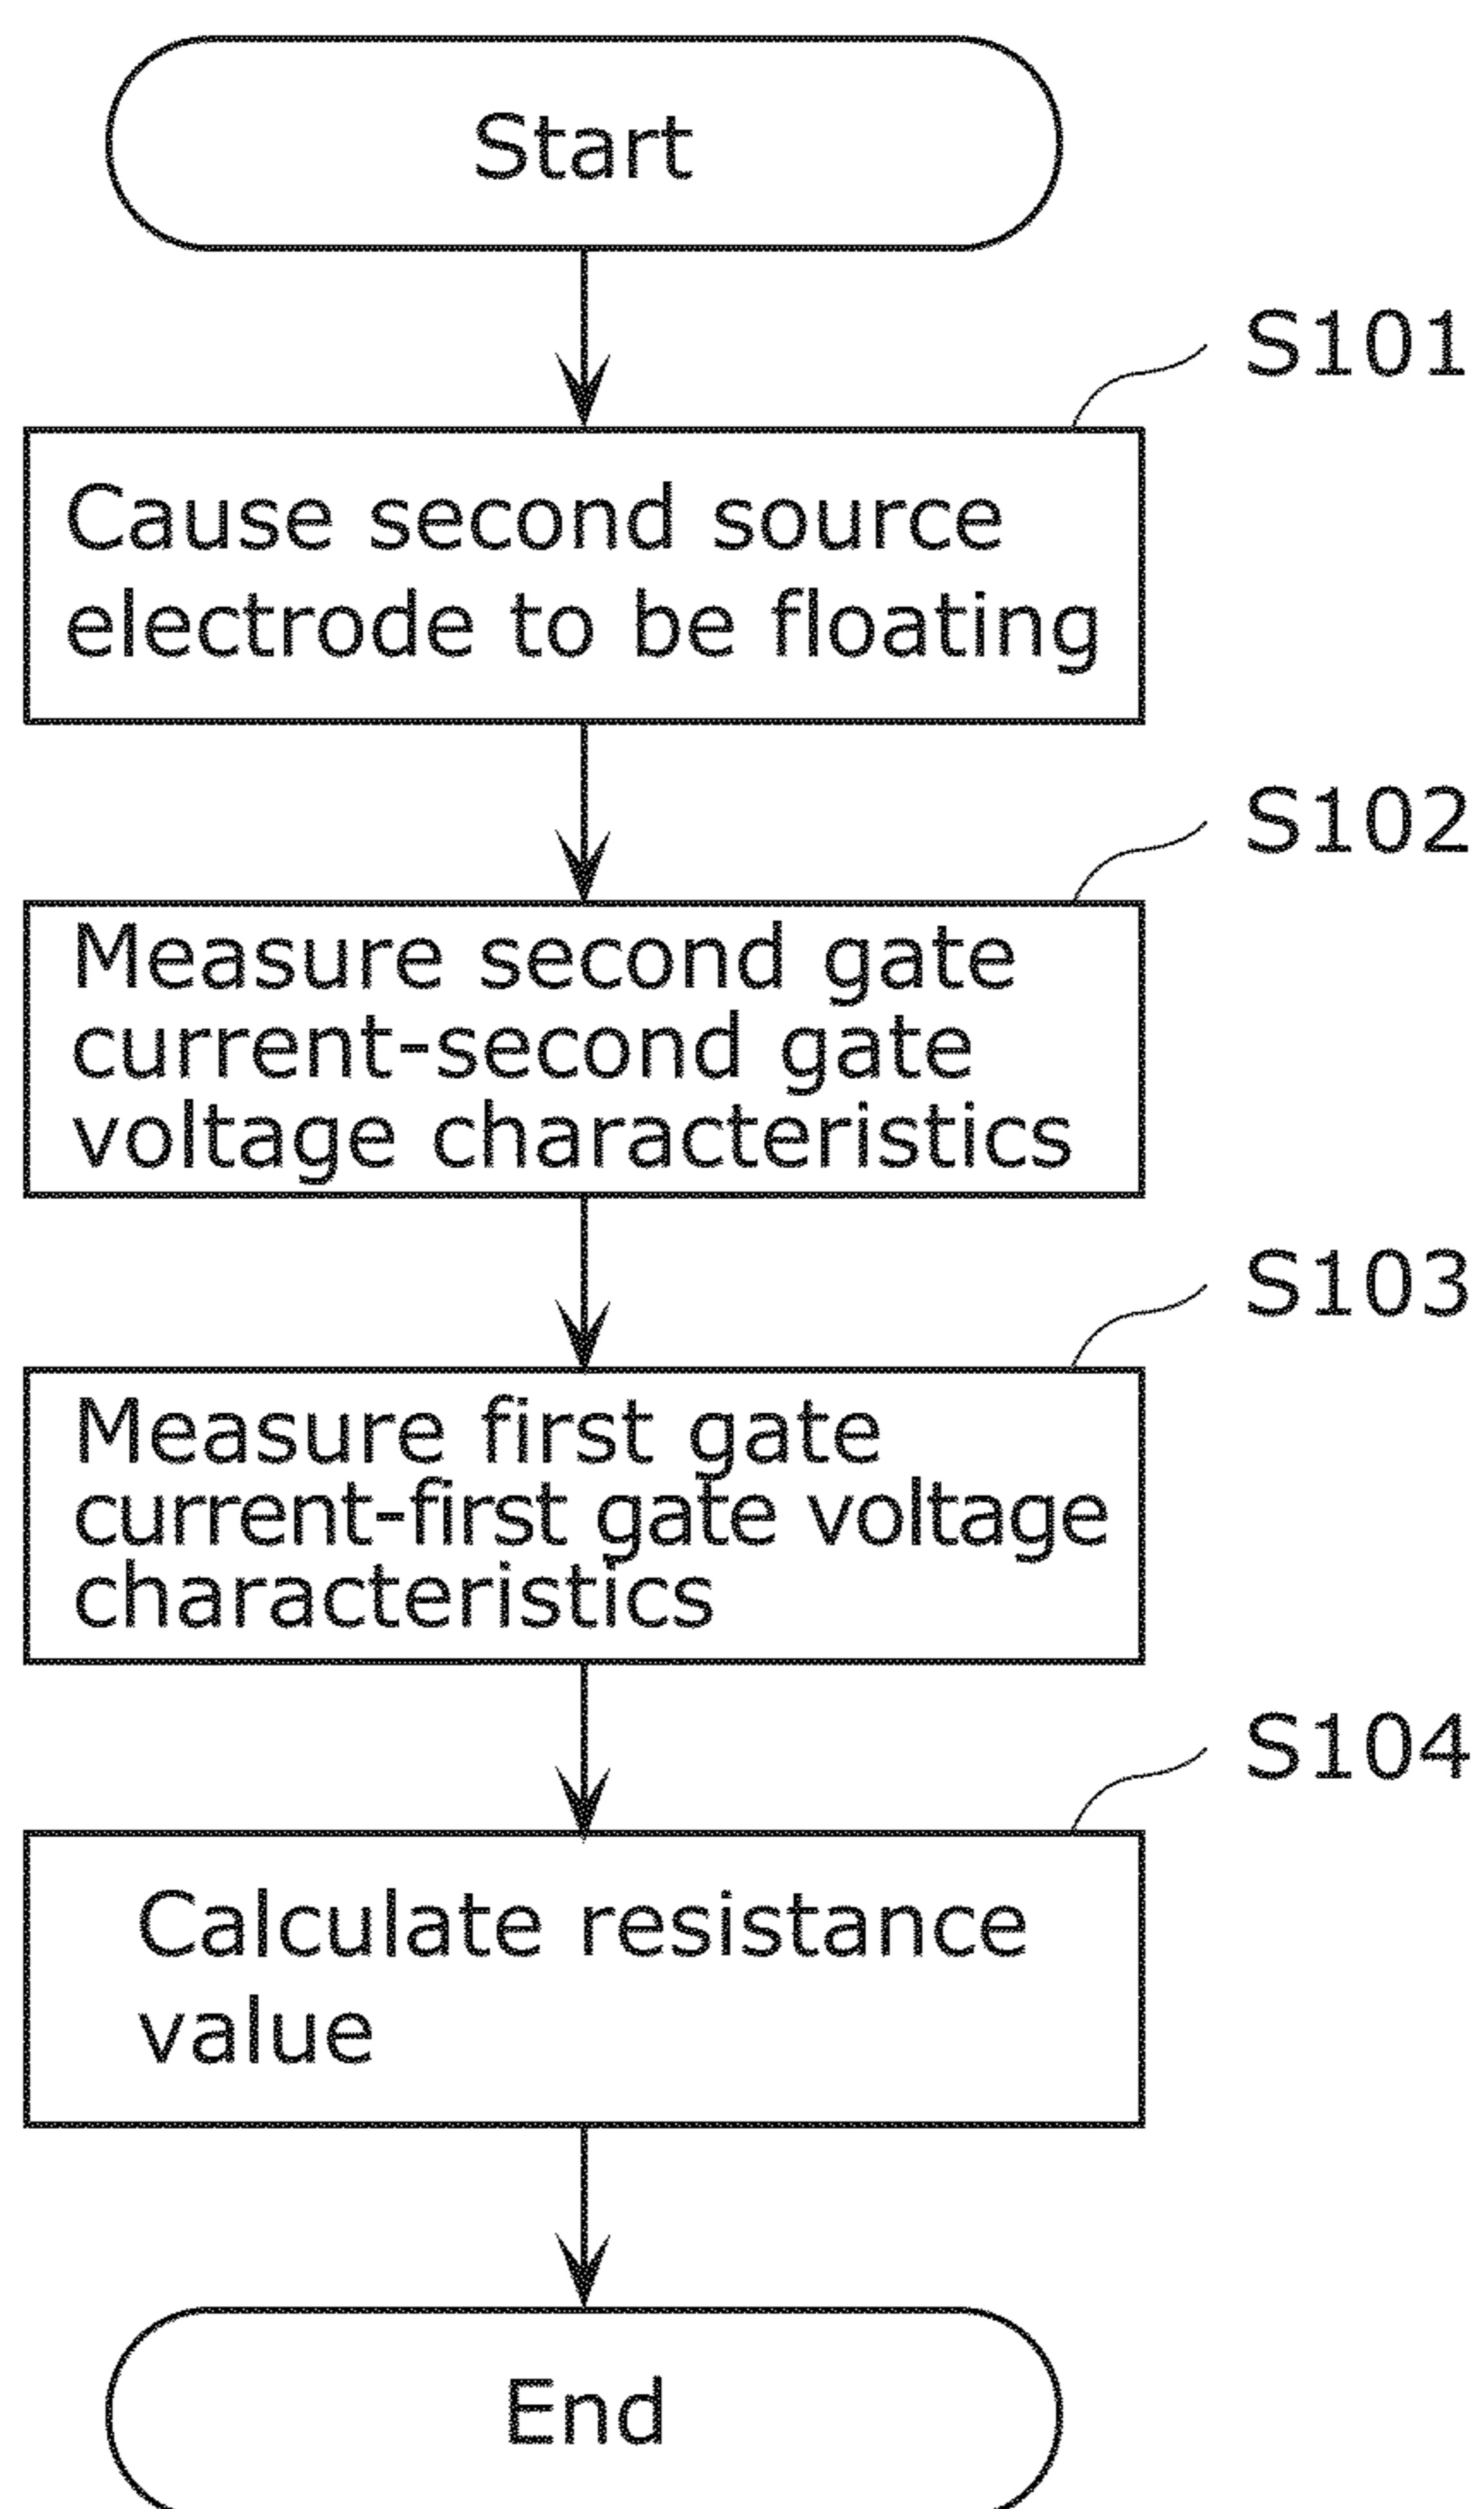 Start
S101
Cause second source
electrode to be floating
S102
Measure second gate
current-second gate
voltage characteristics
S103
Measure first gate
current-first gate voltage
characteristics
S104
Calculate resistance
value
End